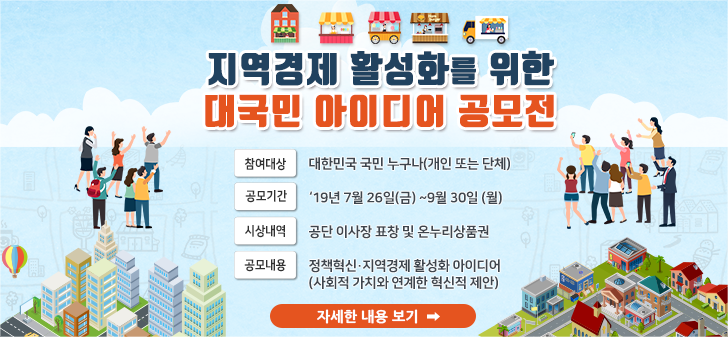 지역경제 활성화를 위한
대국민 아이디어 공모전
참여대상 대한민국 국민 누구나(개인 또는 단체)
공모기간 ‘19년 7월 26일(금) ~9월 30일 (월)
시상내역 공단 이사장 표창 및 온누리상품권
공모내용 정책혁신·지역경제 활성화 아이디어
(사회적 가치와 연계한 혁신적 제안)
자세한 내용 보기 ➡